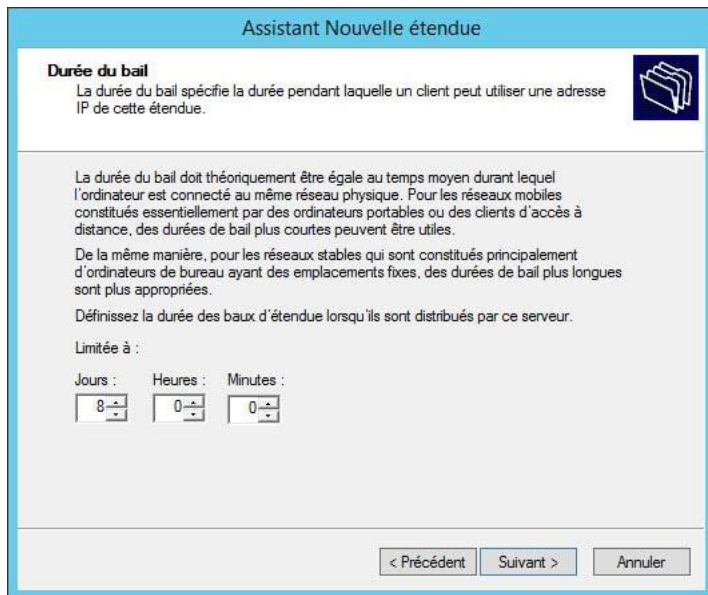 Assistant Nouvelle étendue
Durée du bail
La durée du bail spécifie la durée pendant laquelle un client peut utiliser une adresse
IP de cette étendue.
La durée du bail doit théoriquement être égale au temps moyen durant lequel
l'ordinateur est connecté au même réseau physique. Pour les réseaux mobiles
constitués essentiellement par des ordinateurs portables ou des clients d'accès à
distance, des durées de bail plus courtes peuvent être utiles.
De la même manière, pour les réseaux stables qui sont constitués principalement
d'ordinateurs de bureau ayant des emplacements fixes, des durées de bail plus longues
sont plus appropriées.
Définissez la durée des baux d'étendue lorsqu'ils sont distribués par ce serveur.
Limitée à :
Jours : Heures : Minutes :
8 0 0
< Précédent Suivant > Annuler